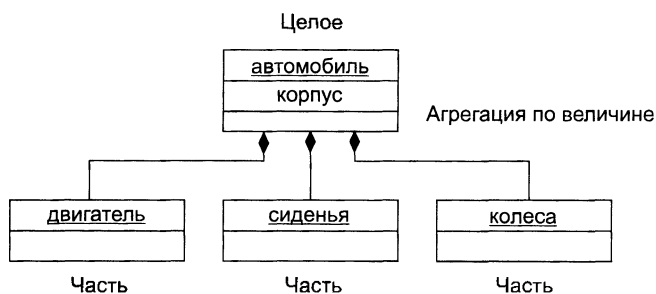 Целое
автомобиль
корпус
Агрегация по величине
двигатель
сиденья
колеса
Часть
Часть
Часть